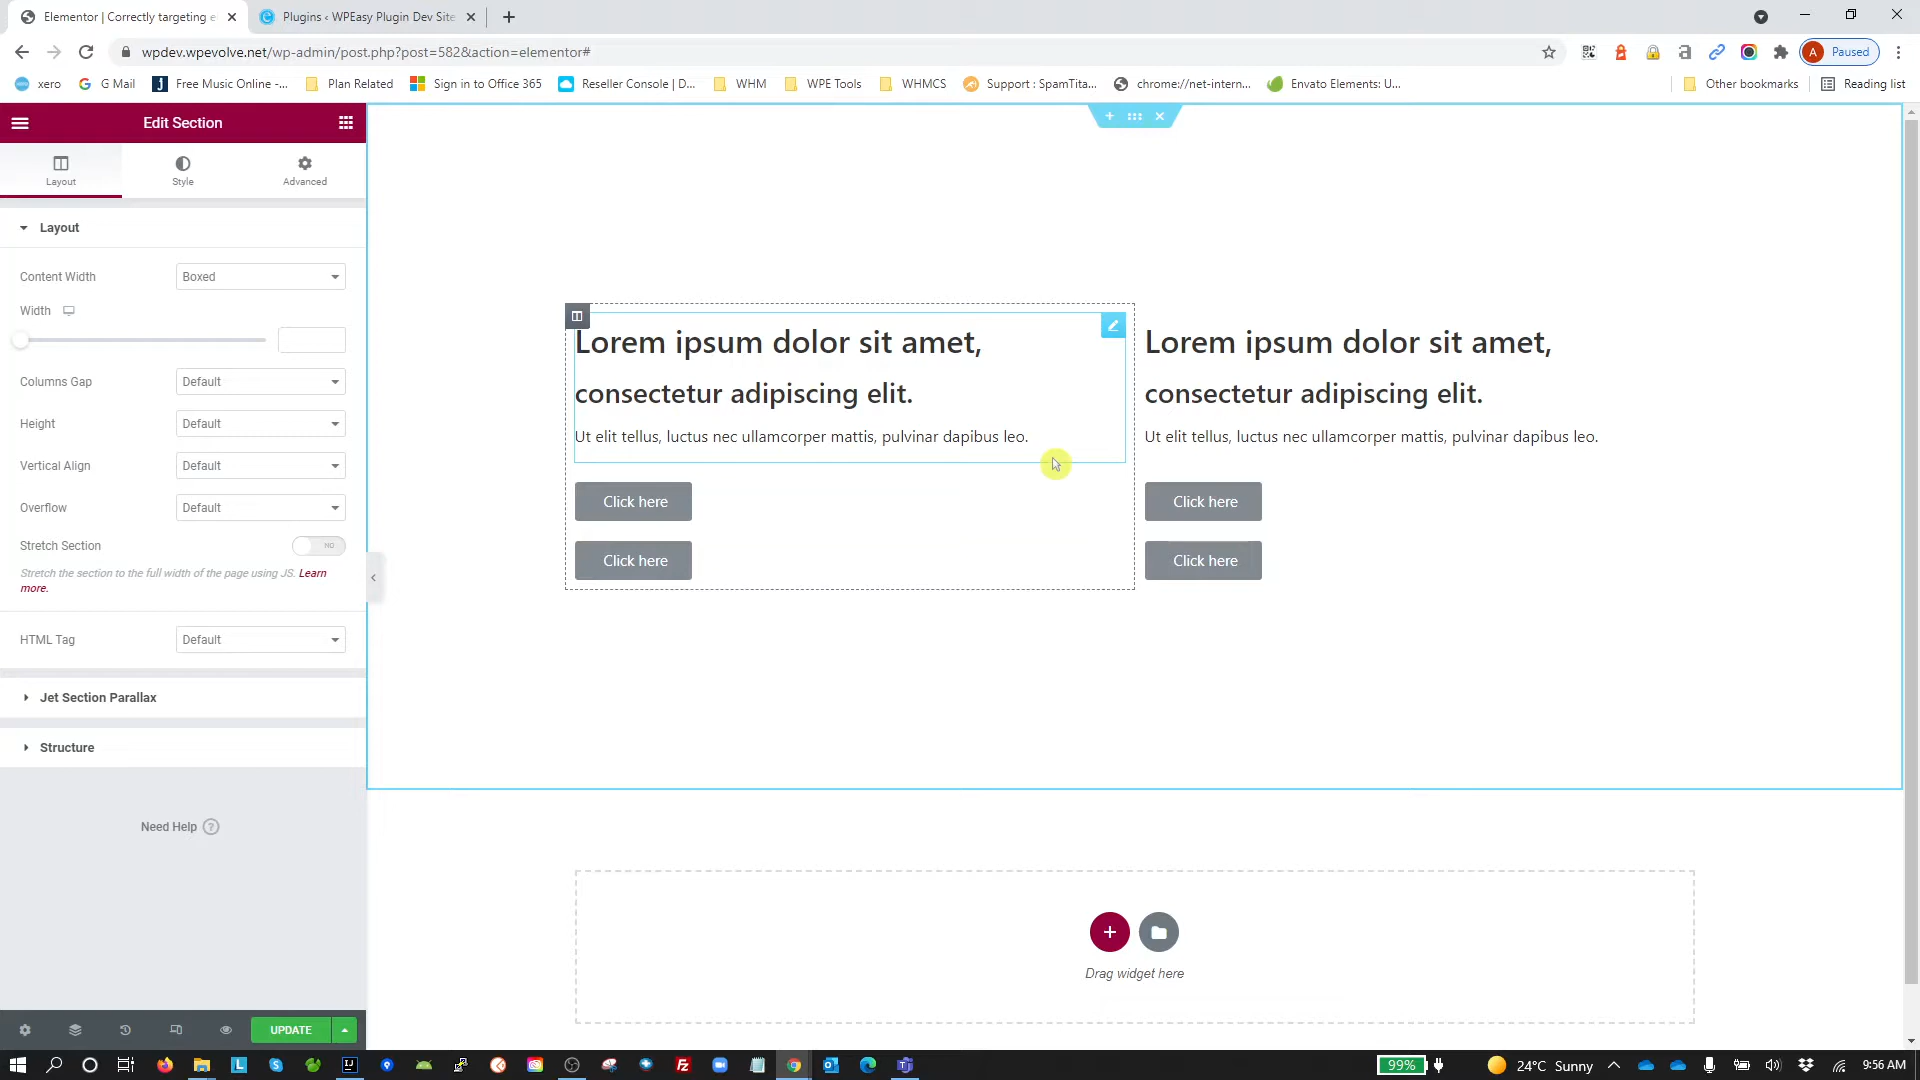 Elementor | Correctly targeting e
Plugins ‹ WPEasy Plugin Dev Site
wpdev.wpevolve.net/wp-admin/post.php?post=582&action=elementor#
A Paused
xero
G Mail
Free Music Online -...
Plan Related
Sign in to Office 365
Reseller Console | D...
WHM
WPE Tools
WHMCS
Support : SpamTita...
chrome://net-intern...
Envato Elements: U...
Other bookmarks
Reading list
Edit Section
Layout
Style
Advanced
Layout
Content Width
Boxed
Width
Columns Gap
Default
Height
Default
Vertical Align
Default
Overflow
Default
Stretch Section
NO
Stretch the section to the full width of the page using JS. Learn
more.
HTML Tag
Default
Jet Section Parallax
Structure
Need Help ?
UPDATE
Lorem ipsum dolor sit amet,
consectetur adipiscing elit.
Ut elit tellus, luctus nec ullamcorper mattis, pulvinar dapibus leo.
Click here
Click here
Lorem ipsum dolor sit amet,
consectetur adipiscing elit.
Ut elit tellus, luctus nec ullamcorper mattis, pulvinar dapibus leo.
Click here
Click here
Drag widget here
99%
24°C Sunny
9:56 AM